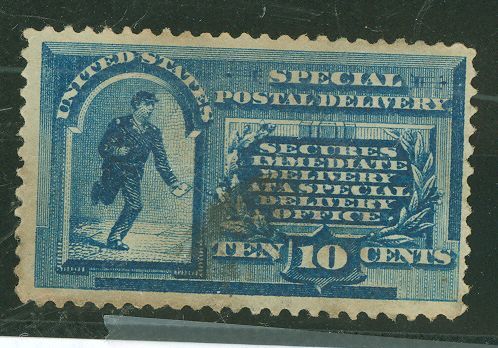 UNITED STATES
SPECIAL
POSTAL DELIVERY
SECURES
IMMEDIATE
DELIVERY
AT A SPECIAL
DELIVERY
OFFICE.
TEN 10 CENTS